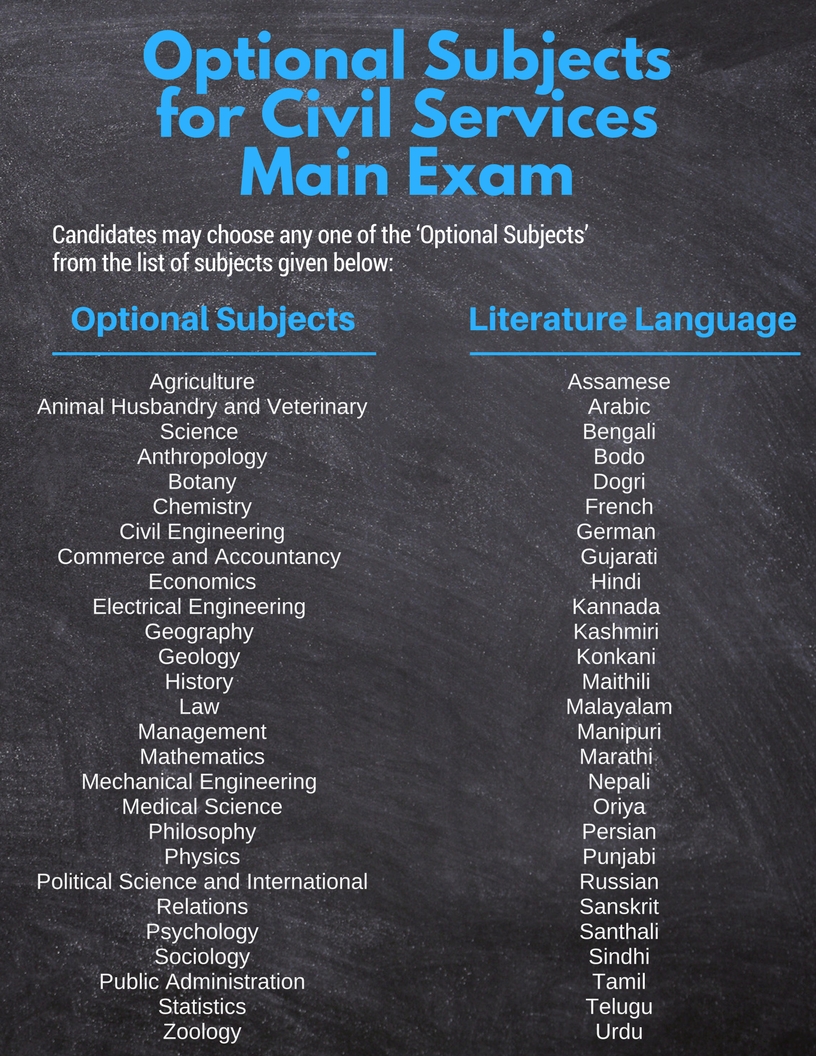 Optional Subjects
for Civil Services
Main Exam
Candidates may choose any one of the ‘Optional Subjects’
from the list of subjects given below:
Optional Subjects
Agriculture
Animal Husbandry and Veterinary
Science
Anthropology
Botany
Chemistry
Civil Engineering
Commerce and Accountancy
Economics
Electrical Engineering
Geography
Geology
History
Law
Management
Mathematics
Mechanical Engineering
Medical Science
Philosophy
Physics
Political Science and International
Relations
Psychology
Sociology
Public Administration
Statistics
Zoology
Literature Language
Assamese
Arabic
Bengali
Bodo
Dogri
French
German
Gujarati
Hindi
Kannada
Kashmiri
Konkani
Maithili
Malayalam
Manipuri
Marathi
Nepali
Oriya
Persian
Punjabi
Russian
Sanskrit
Santhali
Sindhi
Tamil
Telugu
Urdu